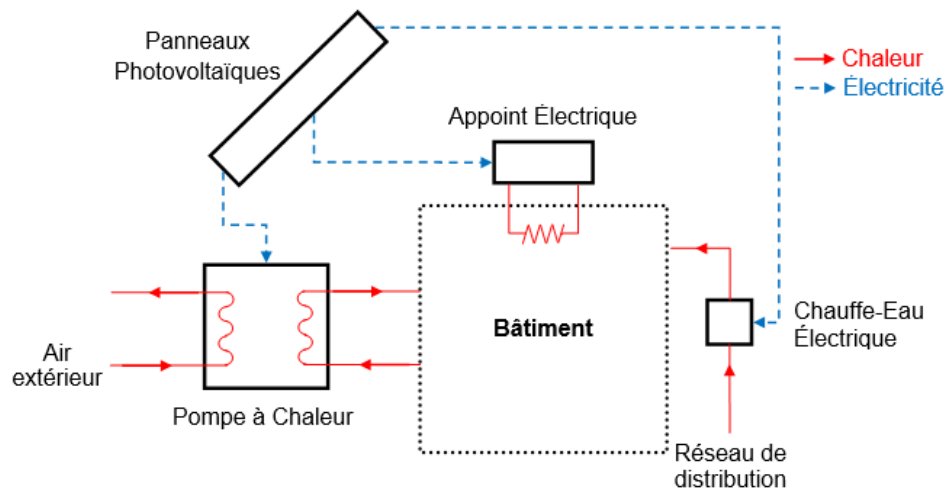 Panneaux
Photovoltaïques
Chaleur
Électricité
Appoint Électrique
Bâtiment
Chauffe-Eau
Électrique
Air
extérieur
Pompe à Chaleur
Réseau de
distribution